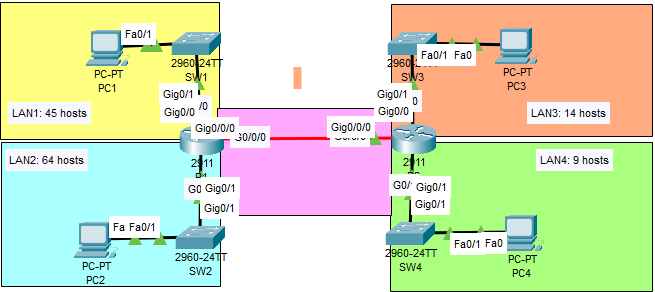 Fa0/1
2960-24TT
SW1
PC-PT
PC1
Gig0/1
Gig0/0
LAN1: 45 hosts
Gig0/0/0
G0/0/0
2911
LAN2: 64 hosts
Gig0/1
Gig0/1
Fa
Fa0/1
2960-24TT
SW2
PC-PT
PC2
Fa0/1
Fa0
SW3
PC-PT
PC3
Gig0/1
Gig0/0
LAN3: 14 hosts
Gig0/0/0
2911
LAN4: 9 hosts
Gig0/1
Gig0/1
2960-24TT
SW4
Fa0/1
Fa0
PC-PT
PC4